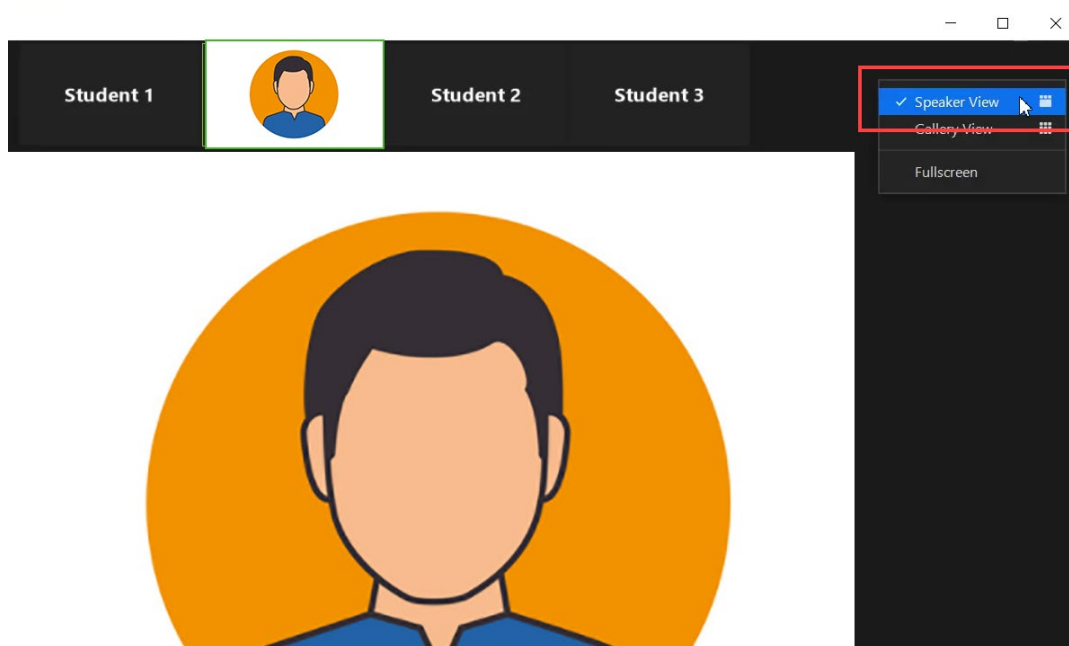 Student 1
Student 2
Student 3
Speaker View
Gallery View
Fullscreen